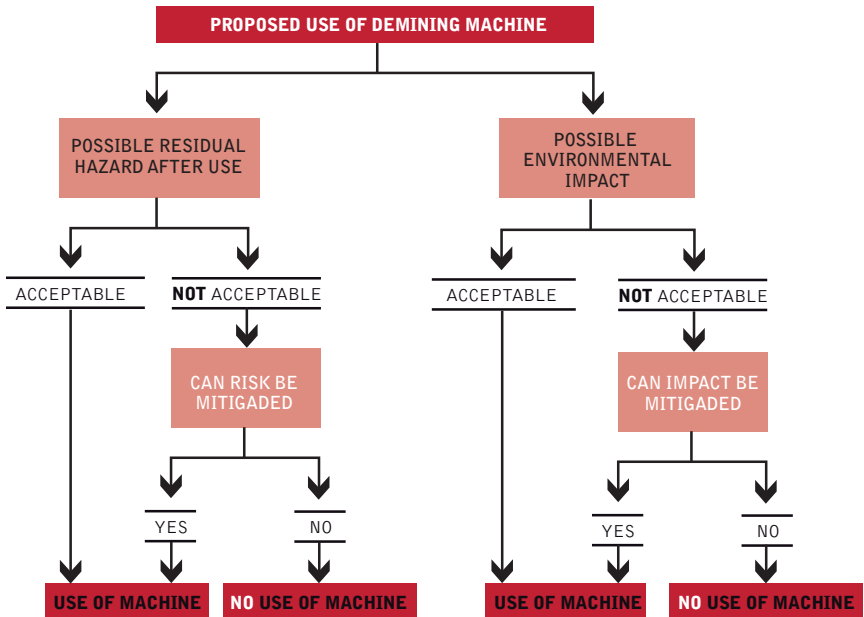 PROPOSED USE OF DEMINING MACHINE
POSSIBLE RESIDUAL
HAZARD AFTER USE
POSSIBLE
ENVIRONMENTAL
IMPACT
ACCEPTABLE
NOT ACCEPTABLE
ACCEPTABLE
NOT ACCEPTABLE
CAN RISK BE
MITIGADED
CAN IMPACT BE
MITIGADED
YES
NO
YES
NO
USE OF MACHINE
NO USE OF MACHINE
USE OF MACHINE
NO USE OF MACHINE